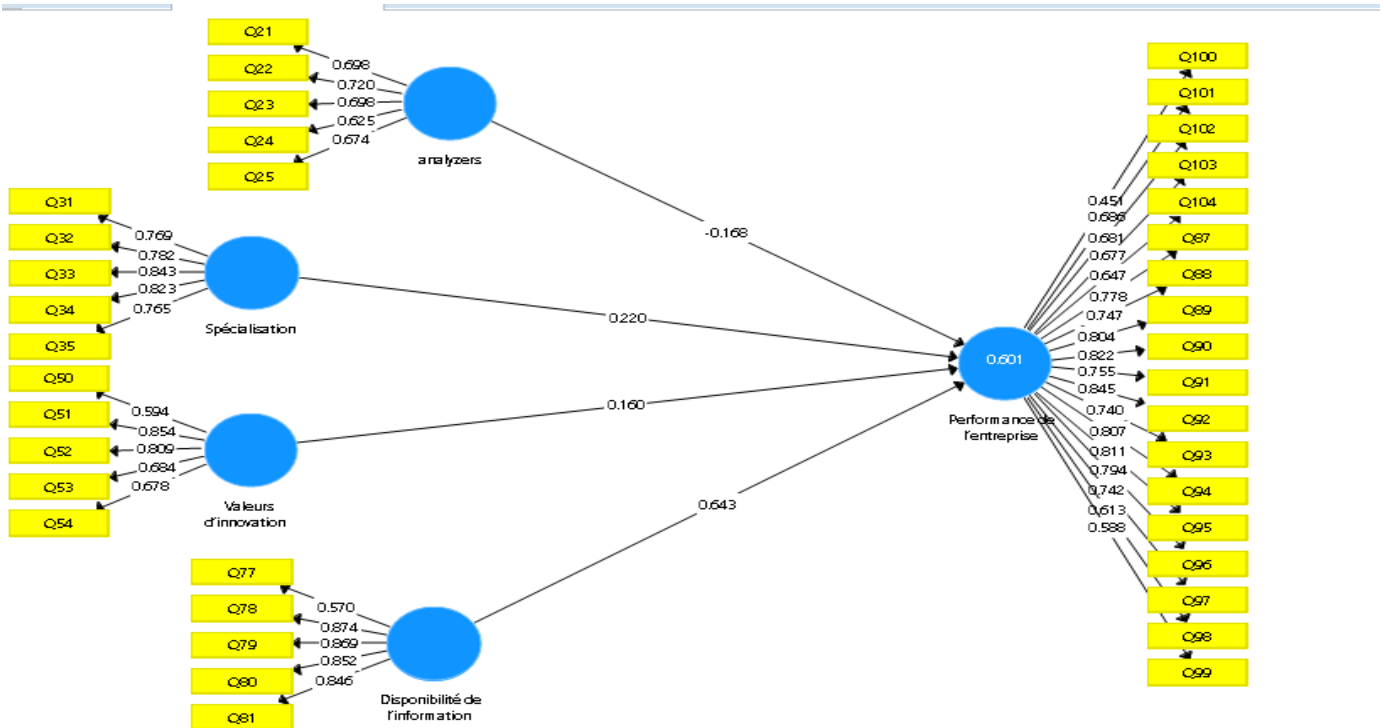 Q21
Q22
Q23
Q24
Q25
0.698
0.720
0.698
0.625
0.674
analyzers
Q31
Q32
Q33
Q34
Q35
0.769
0.782
0.843
0.823
0.765
Spécialisation
Q50
Q51
Q52
Q53
Q54
0.594
0.854
0.809
0.684
0.678
Valeurs
d'innovation
Q77
Q78
Q79
Q80
Q81
0.570
0.874
0.869
0.852
0.846
Disponibilité de
l'information
-0.168
0.220
0.160
0.643
0.601
Performance de
l'entreprise
0.451
0.686
0.681
0.677
0.647
0.778
0.747
0.804
0.822
0.755
0.845
0.740
0.807
0.811
0.794
0.742
0.613
0.588
Q100
Q101
Q102
Q103
Q104
Q87
Q88
Q89
Q90
Q91
Q92
Q93
Q94
Q95
Q96
Q97
Q98
Q99